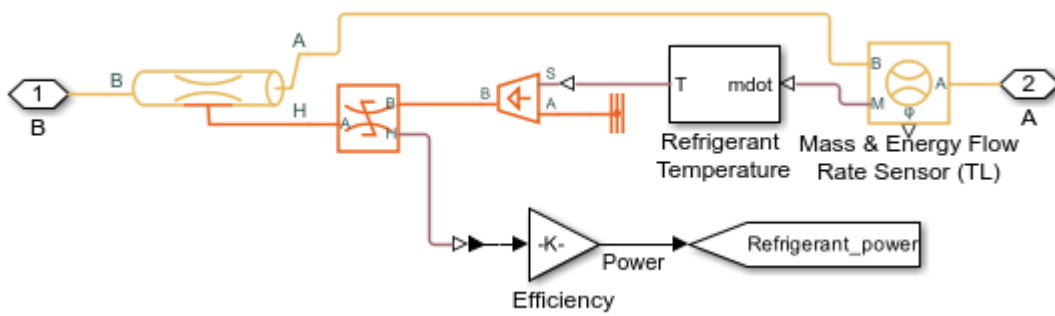 A
B
H
1
B
A
B
H
B
S
A
T
mdot
Refrigerant
Temperature
B
M
A
φ
Mass & Energy Flow
Rate Sensor (TL)
2
A
-K-
Efficiency
Power
Refrigerant_power